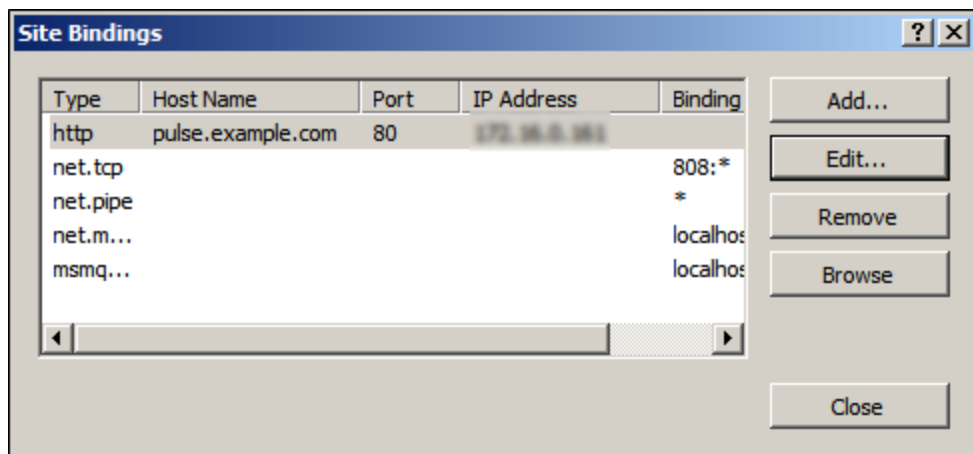 Site Bindings ? X
Type Host Name Port IP Address Binding
http pulse.example.com 80
net.tcp 808:*
net.pipe *
net.m... localhos
msmq... localhos
Add...
Edit...
Remove
Browse
Close